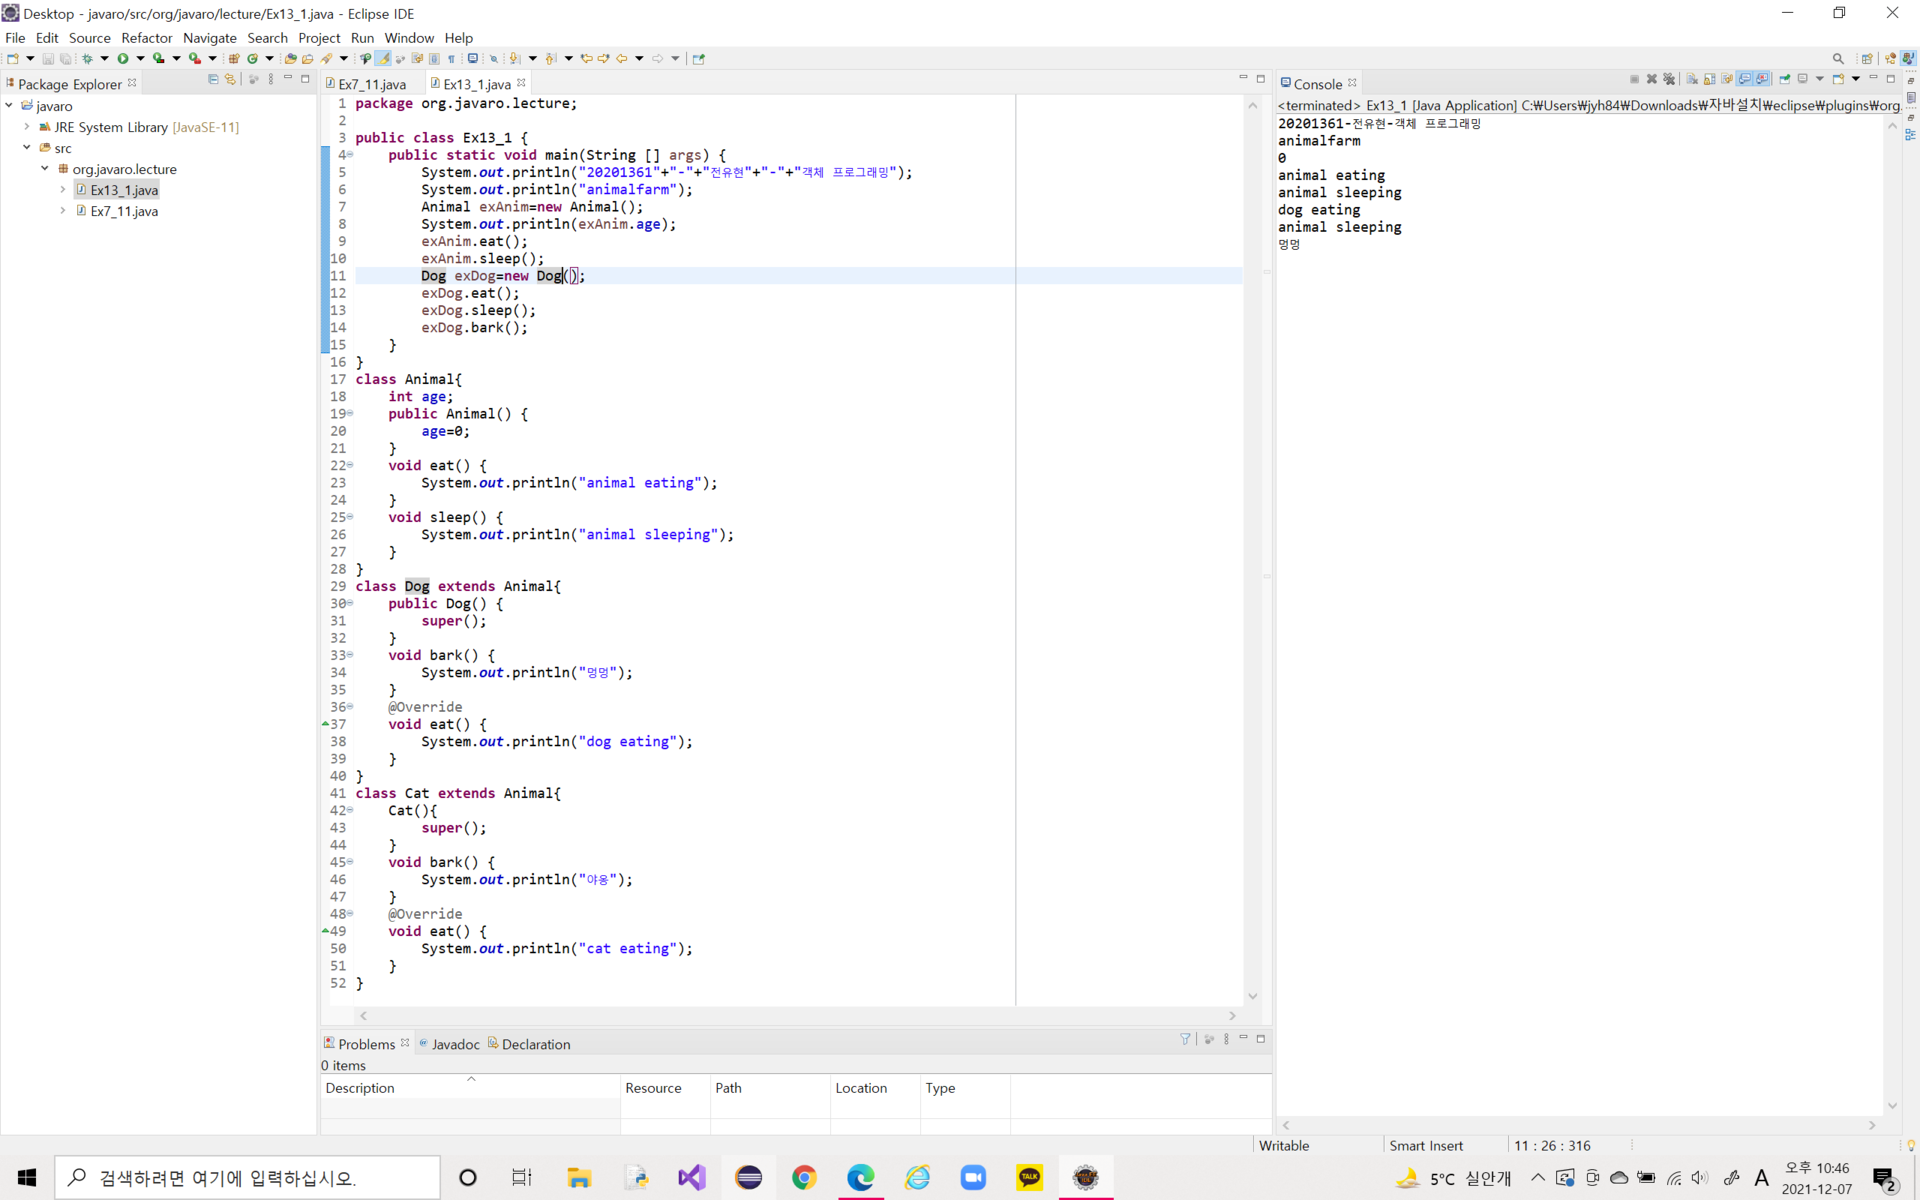 Desktop - javaro/src/org/javaro/lecture/Ex13_1.java - Eclipse IDE
File Edit Source Refactor Navigate Search Project Run Window Help
Package Explorer
javaro
JRE System Library [JavaSE-11]
src
org.javaro.lecture
Ex13_1.java
Ex7_11.java
Ex7_11.java Ex13_1.java
1 package org.javaro.lecture;
2
3 public class Ex13_1 {
4 public static void main(String [] args) {
5 System.out.println("20201361"+"-"+"전유현"+"-"+"객체 프로그래밍");
6 System.out.println("animalfarm");
7 Animal exAnim=new Animal();
8 System.out.println(exAnim.age);
9 exAnim.eat();
10 exAnim.sleep();
11 Dog exDog=new Dog();
12 exDog.eat();
13 exDog.sleep();
14 exDog.bark();
15 }
16 }
17 class Animal{
18 int age;
19 public Animal() {
20 age=0;
21 }
22 void eat() {
23 System.out.println("animal eating");
24 }
25 void sleep() {
26 System.out.println("animal sleeping");
27 }
28 }
29 class Dog extends Animal{
30 public Dog() {
31 super();
32 }
33 void bark() {
34 System.out.println("멍멍");
35 }
36 @Override
37 void eat() {
38 System.out.println("dog eating");
39 }
40 }
41 class Cat extends Animal{
42 Cat(){
43 super();
44 }
45 void bark() {
46 System.out.println("야옹");
47 }
48 @Override
49 void eat() {
50 System.out.println("cat eating");
51 }
52 }
Problems Javadoc Declaration
0 items
Description Resource Path Location Type
Console
<terminated> Ex13_1 [Java Application] C:₩Users₩jyh84₩Downloads₩자바설치₩eclipse₩plugins₩org.
20201361-전유현-객체 프로그래밍
animalfarm
0
animal eating
animal sleeping
dog eating
animal sleeping
멍멍
Writable Smart Insert 11 : 26 : 316
검색하려면 여기에 입력하십시오.
TALK
5°C 실안개
A
오후 10:46
2021-12-07
2